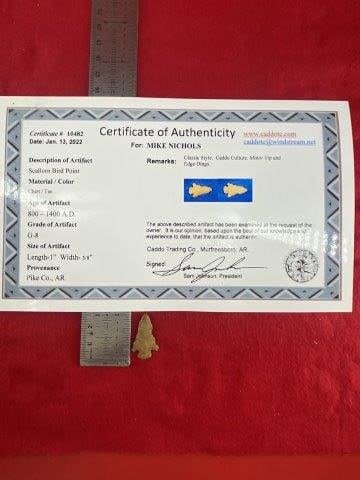 Certificate # 10482
Date: Jan. 13, 2022
Certificate of Authenticity
For: MIKE NICHOLS
www.caddotc.com
caddotc@windstream.net
Description of Artifact
Scallorn Bird Point
Material / Color
Chert / Tan
Age of Artifact
800 – 1400 A.D.
Grade of Artifact
G-8
Size of Artifact
Length-1" Width- 5 8"
Provenance
Pike Co., AR
Remarks: Classic Style, Caddo Culture, Minor Tip and
Edge Dings
The above described artifact has been examined at the request of the
owner. It is our opinion, based upon the best of our knowledge and
experience to date, that the artifact is authentic.
Caddo Trading Co., Murfreesboro, AR.
Signed:
Sam Johnson, President